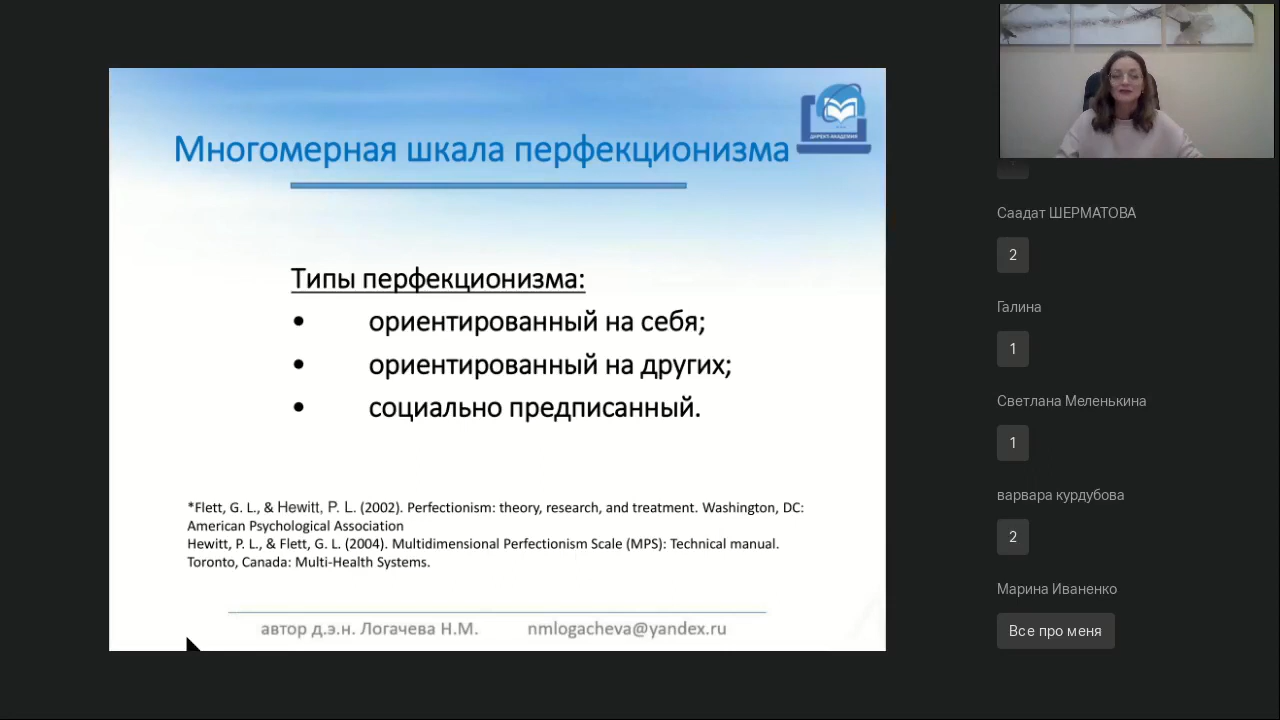 ДИРЕКТ-АКАДЕМИЯ
Многомерная шкала перфекционизма
Типы перфекционизма:
• ориентированный на себя;
• ориентированный на других;
• социально предписанный.
*Flett, G. L., & Hewitt, P. L. (2002). Perfectionism: theory, research, and treatment. Washington, DC:
American Psychological Association
Hewitt, P. L., & Flett, G. L. (2004). Multidimensional Perfectionism Scale (MPS): Technical manual.
Toronto, Canada: Multi-Health Systems.
автор д.э.н. Логачева Н.М. nmlogacheva@yandex.ru
Саадат ШЕРМАТОВА
2
Галина
1
Светлана Меленькина
1
варвара курдубова
2
Марина Иваненко
Все про меня